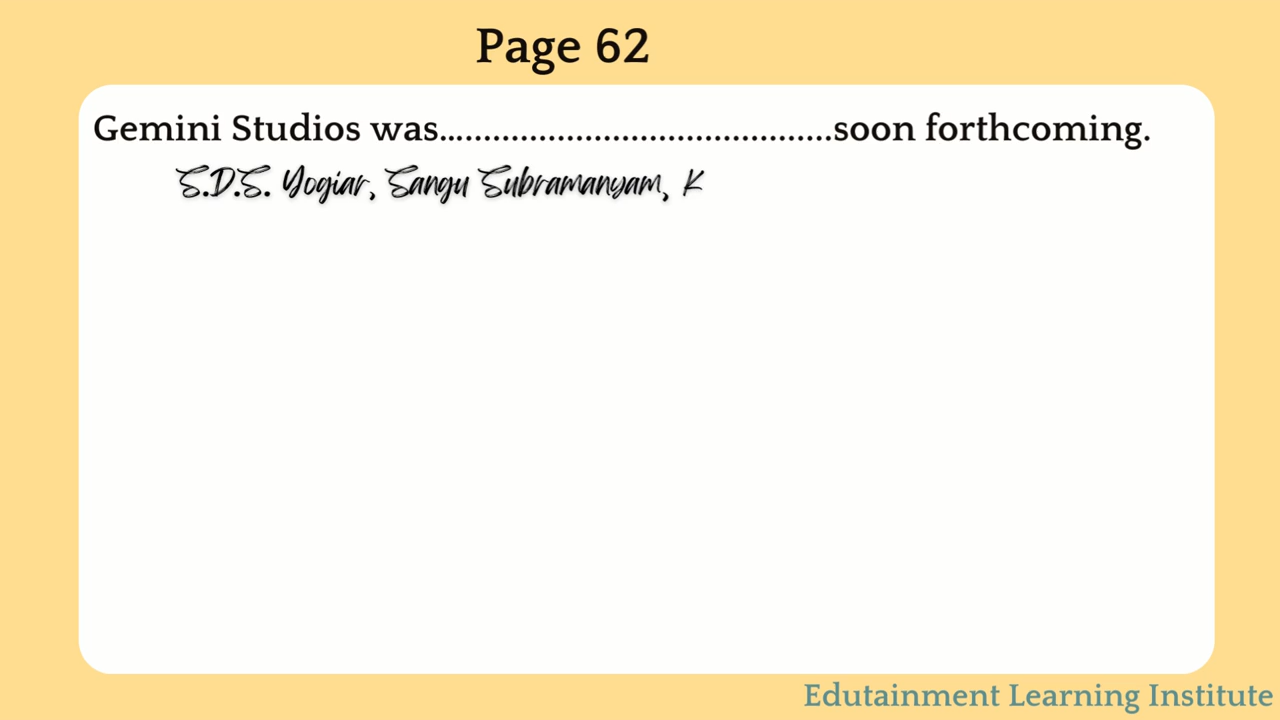 Page 62
Gemini Studios was.........................................soon forthcoming.
S.D.S. Yogiar, Sangu Subramanyam, K
Edutainment Learning Institute